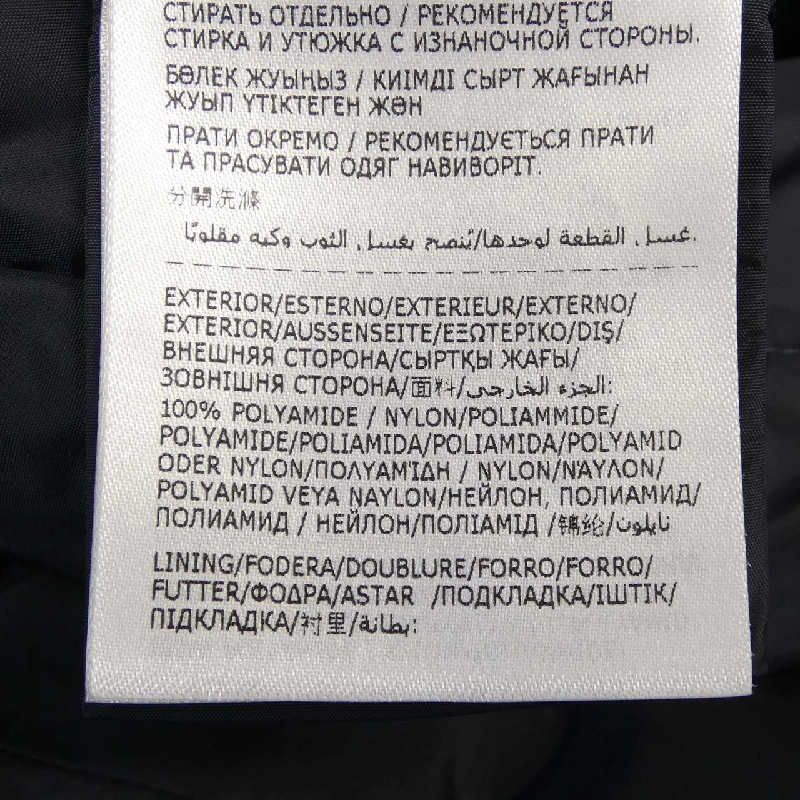 СТИРАТЬ ОТДЕЛЬНО / РЕКОМЕНДУЕТСЯ
СТИРКА И УТЮЖКА С ИЗНАНОЧНОЙ СТОРОНЫ.
БӨЛЕК ЖУЫҢЫЗ / КИІМДІ СЫРТ ЖАҒЫНАН
ЖУЫП ҮТІКТЕГЕН ЖӨН
ПРАТИ ОКРЕМО / РЕКОМЕНДУЄТЬСЯ ПРАТИ
ТА ПРАСУВАТИ ОДЯГ НАВИВОРІТ.
分開洗滌
غسل القطعة لوحدها/يُنصح بغسل الثوب وكيه مقلوبًا.
EXTERIOR/ESTERNO/EXTERIEUR/EXTERNO/
EXTERIOR/AUSSENSEITE/ΕΞΩΤΕΡΙΚΟ/DIŞ/
ВНЕШНЯЯ СТОРОНА/СЫРТҚЫ ЖАҒЫ/
ЗОВНІШНЯ СТОРОНА/面料/الجزء الخارجي:
100% POLYAMIDE / NYLON/POLIAMMIDE/
POLYAMIDE/POLIAMIDA/POLIAMIDA/POLYAMID
ODER NYLON/ΠΟΛΥΑΜΊΔΗ / NYLON/ΝΆΥΛΟΝ/
POLYAMID VEYA NAYLON/НЕЙЛОН, ПОЛИАМИД/
ПОЛИАМИД / НЕЙЛОН/ПОЛІАМІД /锦纶/نايلون
LINING/FODERA/DOUBLURE/FORRO/FORRO/
FUTTER/ΦΟΔΡΑ/ASTAR /ПОДКЛАДКА/ІШТІК/
ПІДКЛАДКА/衬里/بطانة: